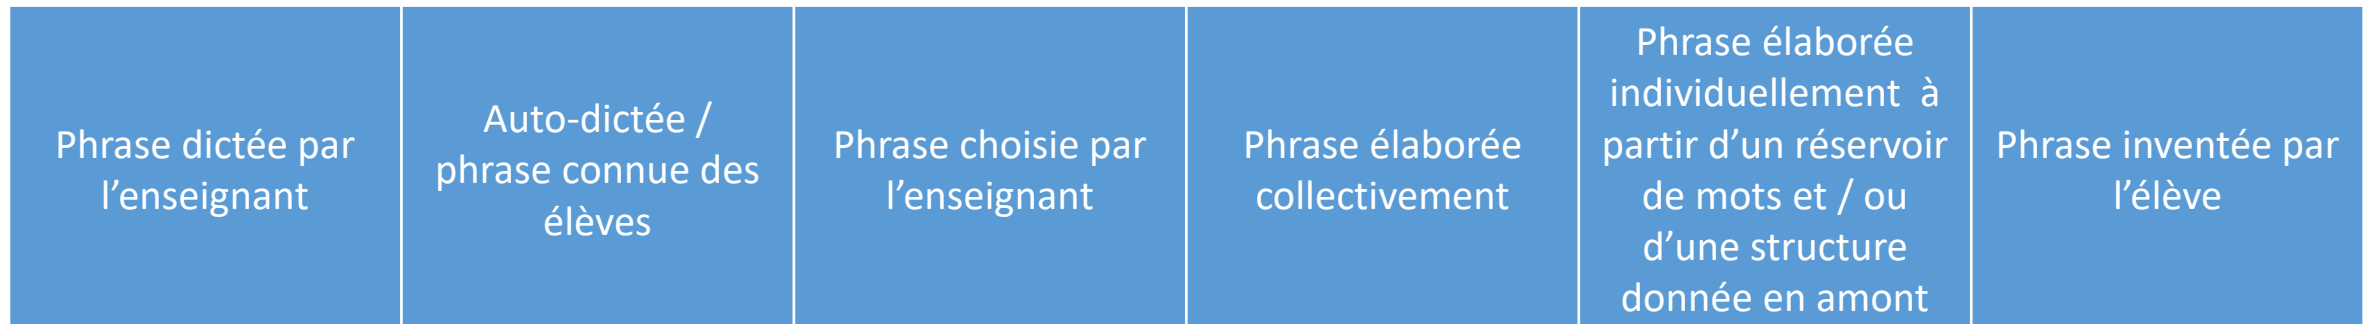 Phrase dictée par
l’enseignant
Auto-dictée /
phrase connue des
élèves
Phrase choisie par
l’enseignant
Phrase élaborée
collectivement
Phrase élaborée
individuellement  à
partir d’un réservoir
de mots et / ou
d’une structure
donnée en amont
Phrase inventée par
l’élève